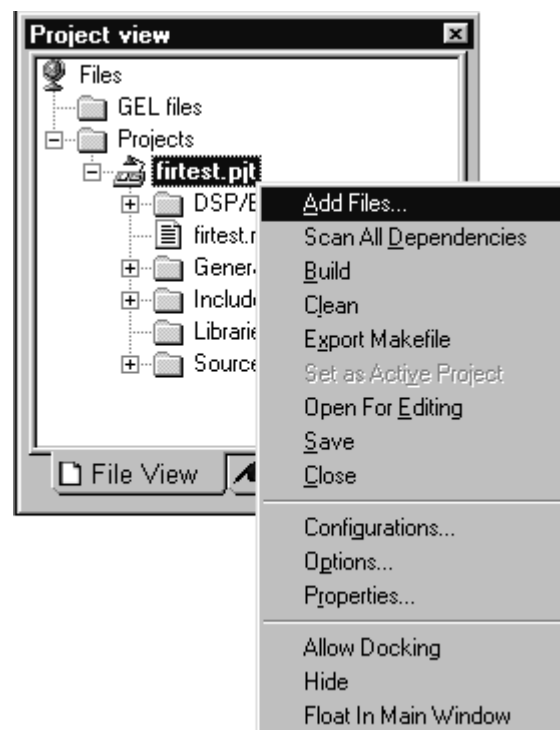 Project view
Files
GEL files
Projects
firtest.pjt
DSP/B
firtest.r
Genera
Include
Librarie
Source
File View
Add Files...
Scan All Dependencies
Build
Clean
Export Makefile
Set as Active Project
Open For Editing
Save
Close
Configurations...
Options...
Properties...
Allow Docking
Hide
Float In Main Window